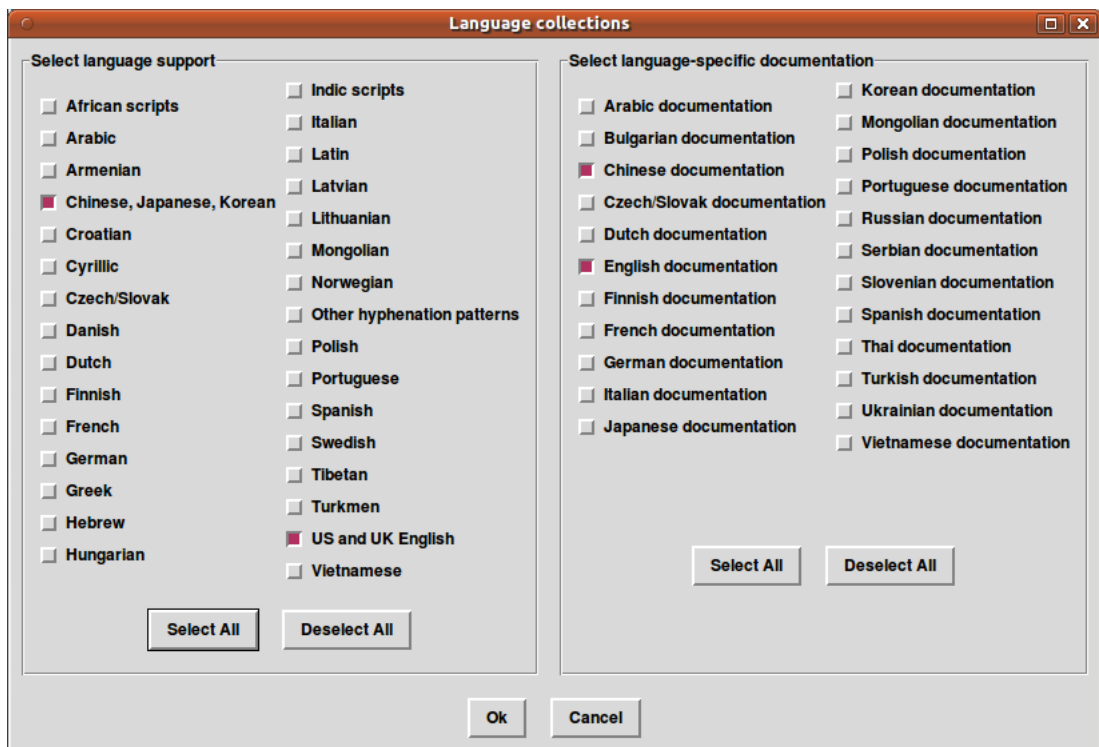 Language collections
Select language support
African scripts
Arabic
Armenian
Chinese, Japanese, Korean
Croatian
Cyrillic
Czech/Slovak
Danish
Dutch
Finnish
French
German
Greek
Hebrew
Hungarian
Indic scripts
Italian
Latin
Latvian
Lithuanian
Mongolian
Norwegian
Other hyphenation patterns
Polish
Portuguese
Spanish
Swedish
Tibetan
Turkmen
US and UK English
Vietnamese
Select All
Deselect All
Select language-specific documentation
Arabic documentation
Bulgarian documentation
Chinese documentation
Czech/Slovak documentation
Dutch documentation
English documentation
Finnish documentation
French documentation
German documentation
Italian documentation
Japanese documentation
Korean documentation
Mongolian documentation
Polish documentation
Portuguese documentation
Russian documentation
Serbian documentation
Slovenian documentation
Spanish documentation
Thai documentation
Turkish documentation
Ukrainian documentation
Vietnamese documentation
Select All
Deselect All
Ok
Cancel